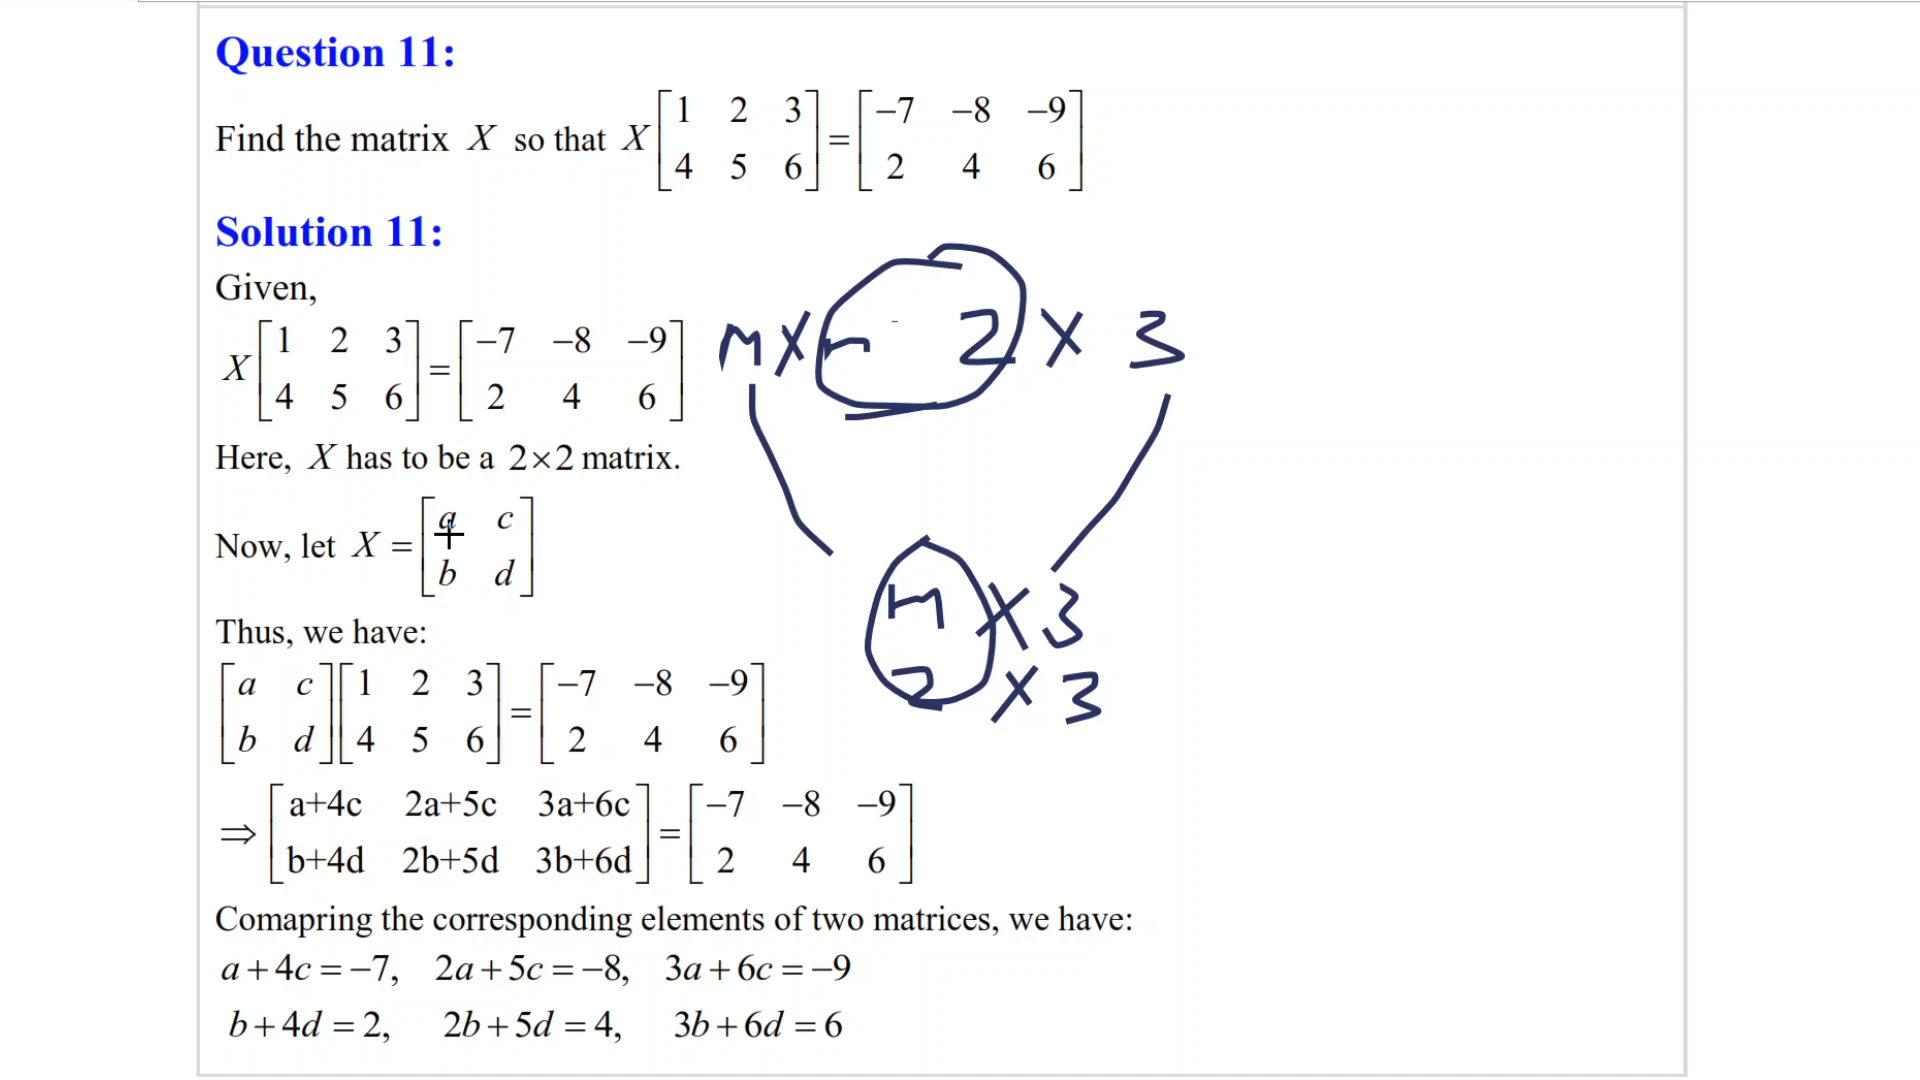 Question 11:
Find the matrix X so that X [1 2 3; 4 5 6] = [−7 −8 −9; 2 4 6]
Solution 11:
Given,
X [1 2 3; 4 5 6] = [−7 −8 −9; 2 4 6]
m×n 2×3
Here, X has to be a 2×2 matrix.
Now, let X = [a c; b d]
m×3
2×3
Thus, we have:
[a c; b d] [1 2 3; 4 5 6] = [−7 −8 −9; 2 4 6]
⇒ [a+4c 2a+5c 3a+6c; b+4d 2b+5d 3b+6d] = [−7 −8 −9; 2 4 6]
Comapring the corresponding elements of two matrices, we have:
a+4c=−7, 2a+5c=−8, 3a+6c=−9
b+4d=2, 2b+5d=4, 3b+6d=6